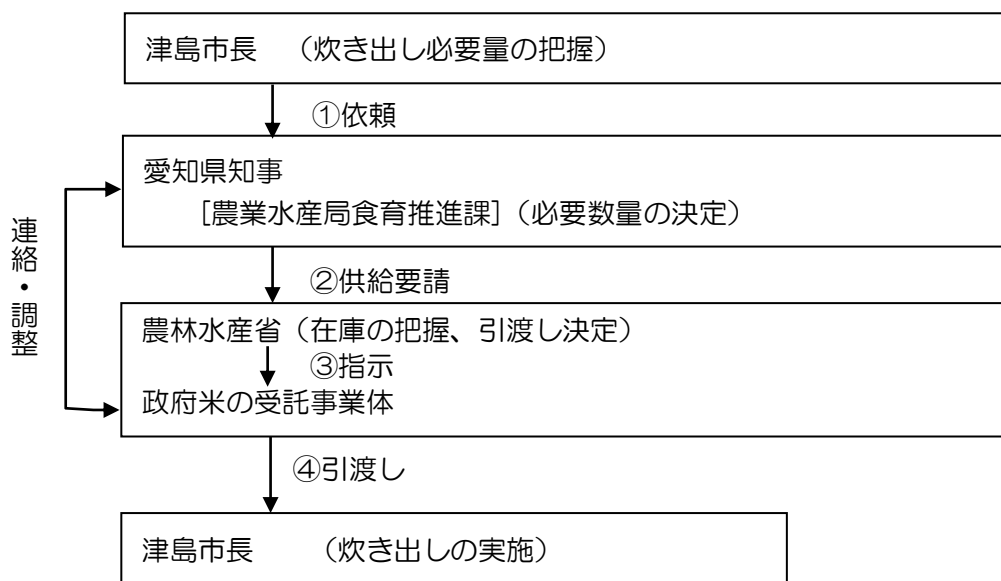 津島市長 (炊き出し必要量の把握)
①依頼
愛知県知事
[農業水産局食育推進課](必要数量の決定)
連絡・調整
②供給要請
農林水産省(在庫の把握、引渡し決定)
③指示
政府米の受託事業体
④引渡し
津島市長 (炊き出しの実施)